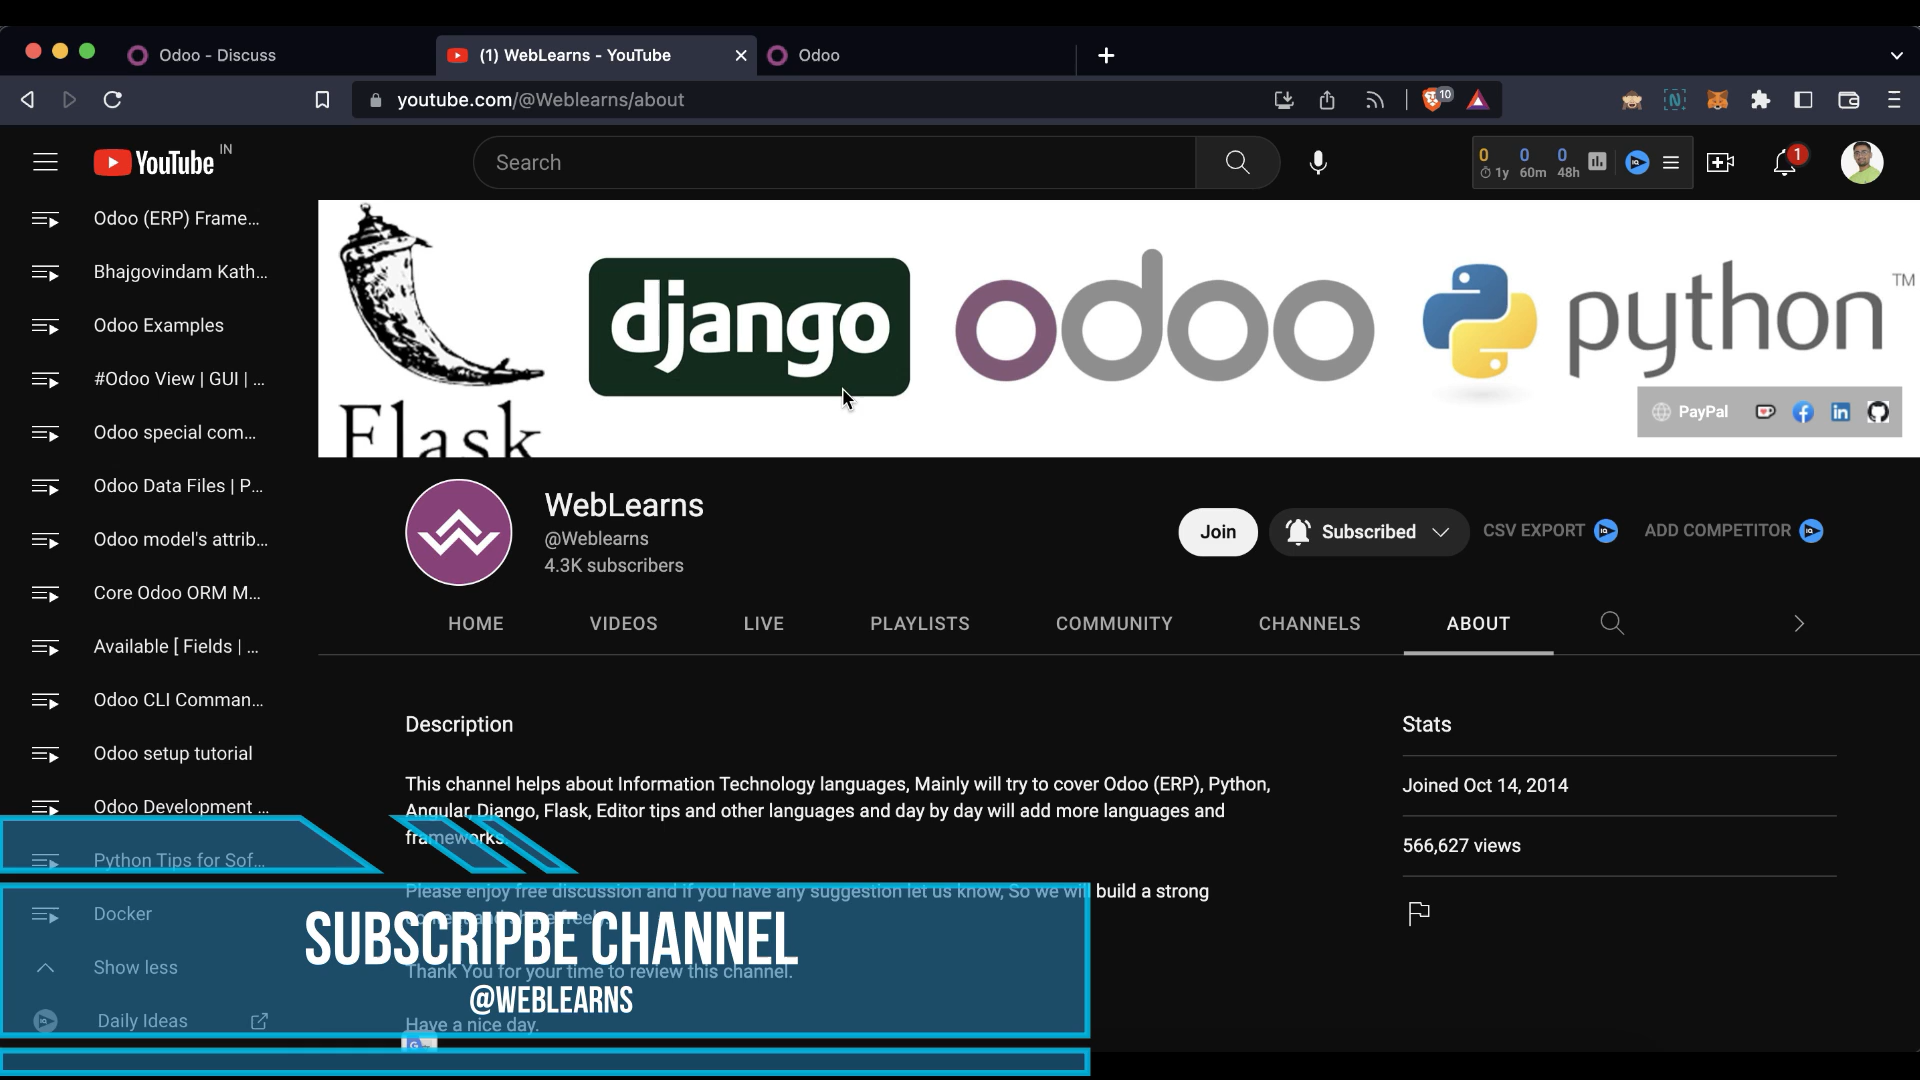 Odoo - Discuss
(1) WebLearns - YouTube
Odoo
youtube.com/@Weblearns/about
10
YouTube IN
Search
0 0 0
1y 60m 48h
1
Odoo (ERP) Frame...
Bhajgovindam Kath...
Odoo Examples
#Odoo View | GUI | ...
Odoo special com...
Odoo Data Files | P...
Odoo model's attrib...
Core Odoo ORM M...
Available [ Fields | ...
Odoo CLI Comman...
Odoo setup tutorial
Odoo Development ...
Python Tips for Sof...
Docker
Show less
Daily Ideas
Flask
django
odoo
python TM
PayPal
WebLearns
@Weblearns
4.3K subscribers
Join
Subscribed
CSV EXPORT
ADD COMPETITOR
HOME
VIDEOS
LIVE
PLAYLISTS
COMMUNITY
CHANNELS
ABOUT
Description
This channel helps about Information Technology languages, Mainly will try to cover Odoo (ERP), Python,
Angular, Django, Flask, Editor tips and other languages and day by day will add more languages and
frameworks.
Please enjoy free discussion and if you have any suggestion let us know, So we will build a strong
Thank You for your time to review this channel.
Have a nice day.
Stats
Joined Oct 14, 2014
566,627 views
SUBSCRIPBE CHANNEL
@WEBLEARNS